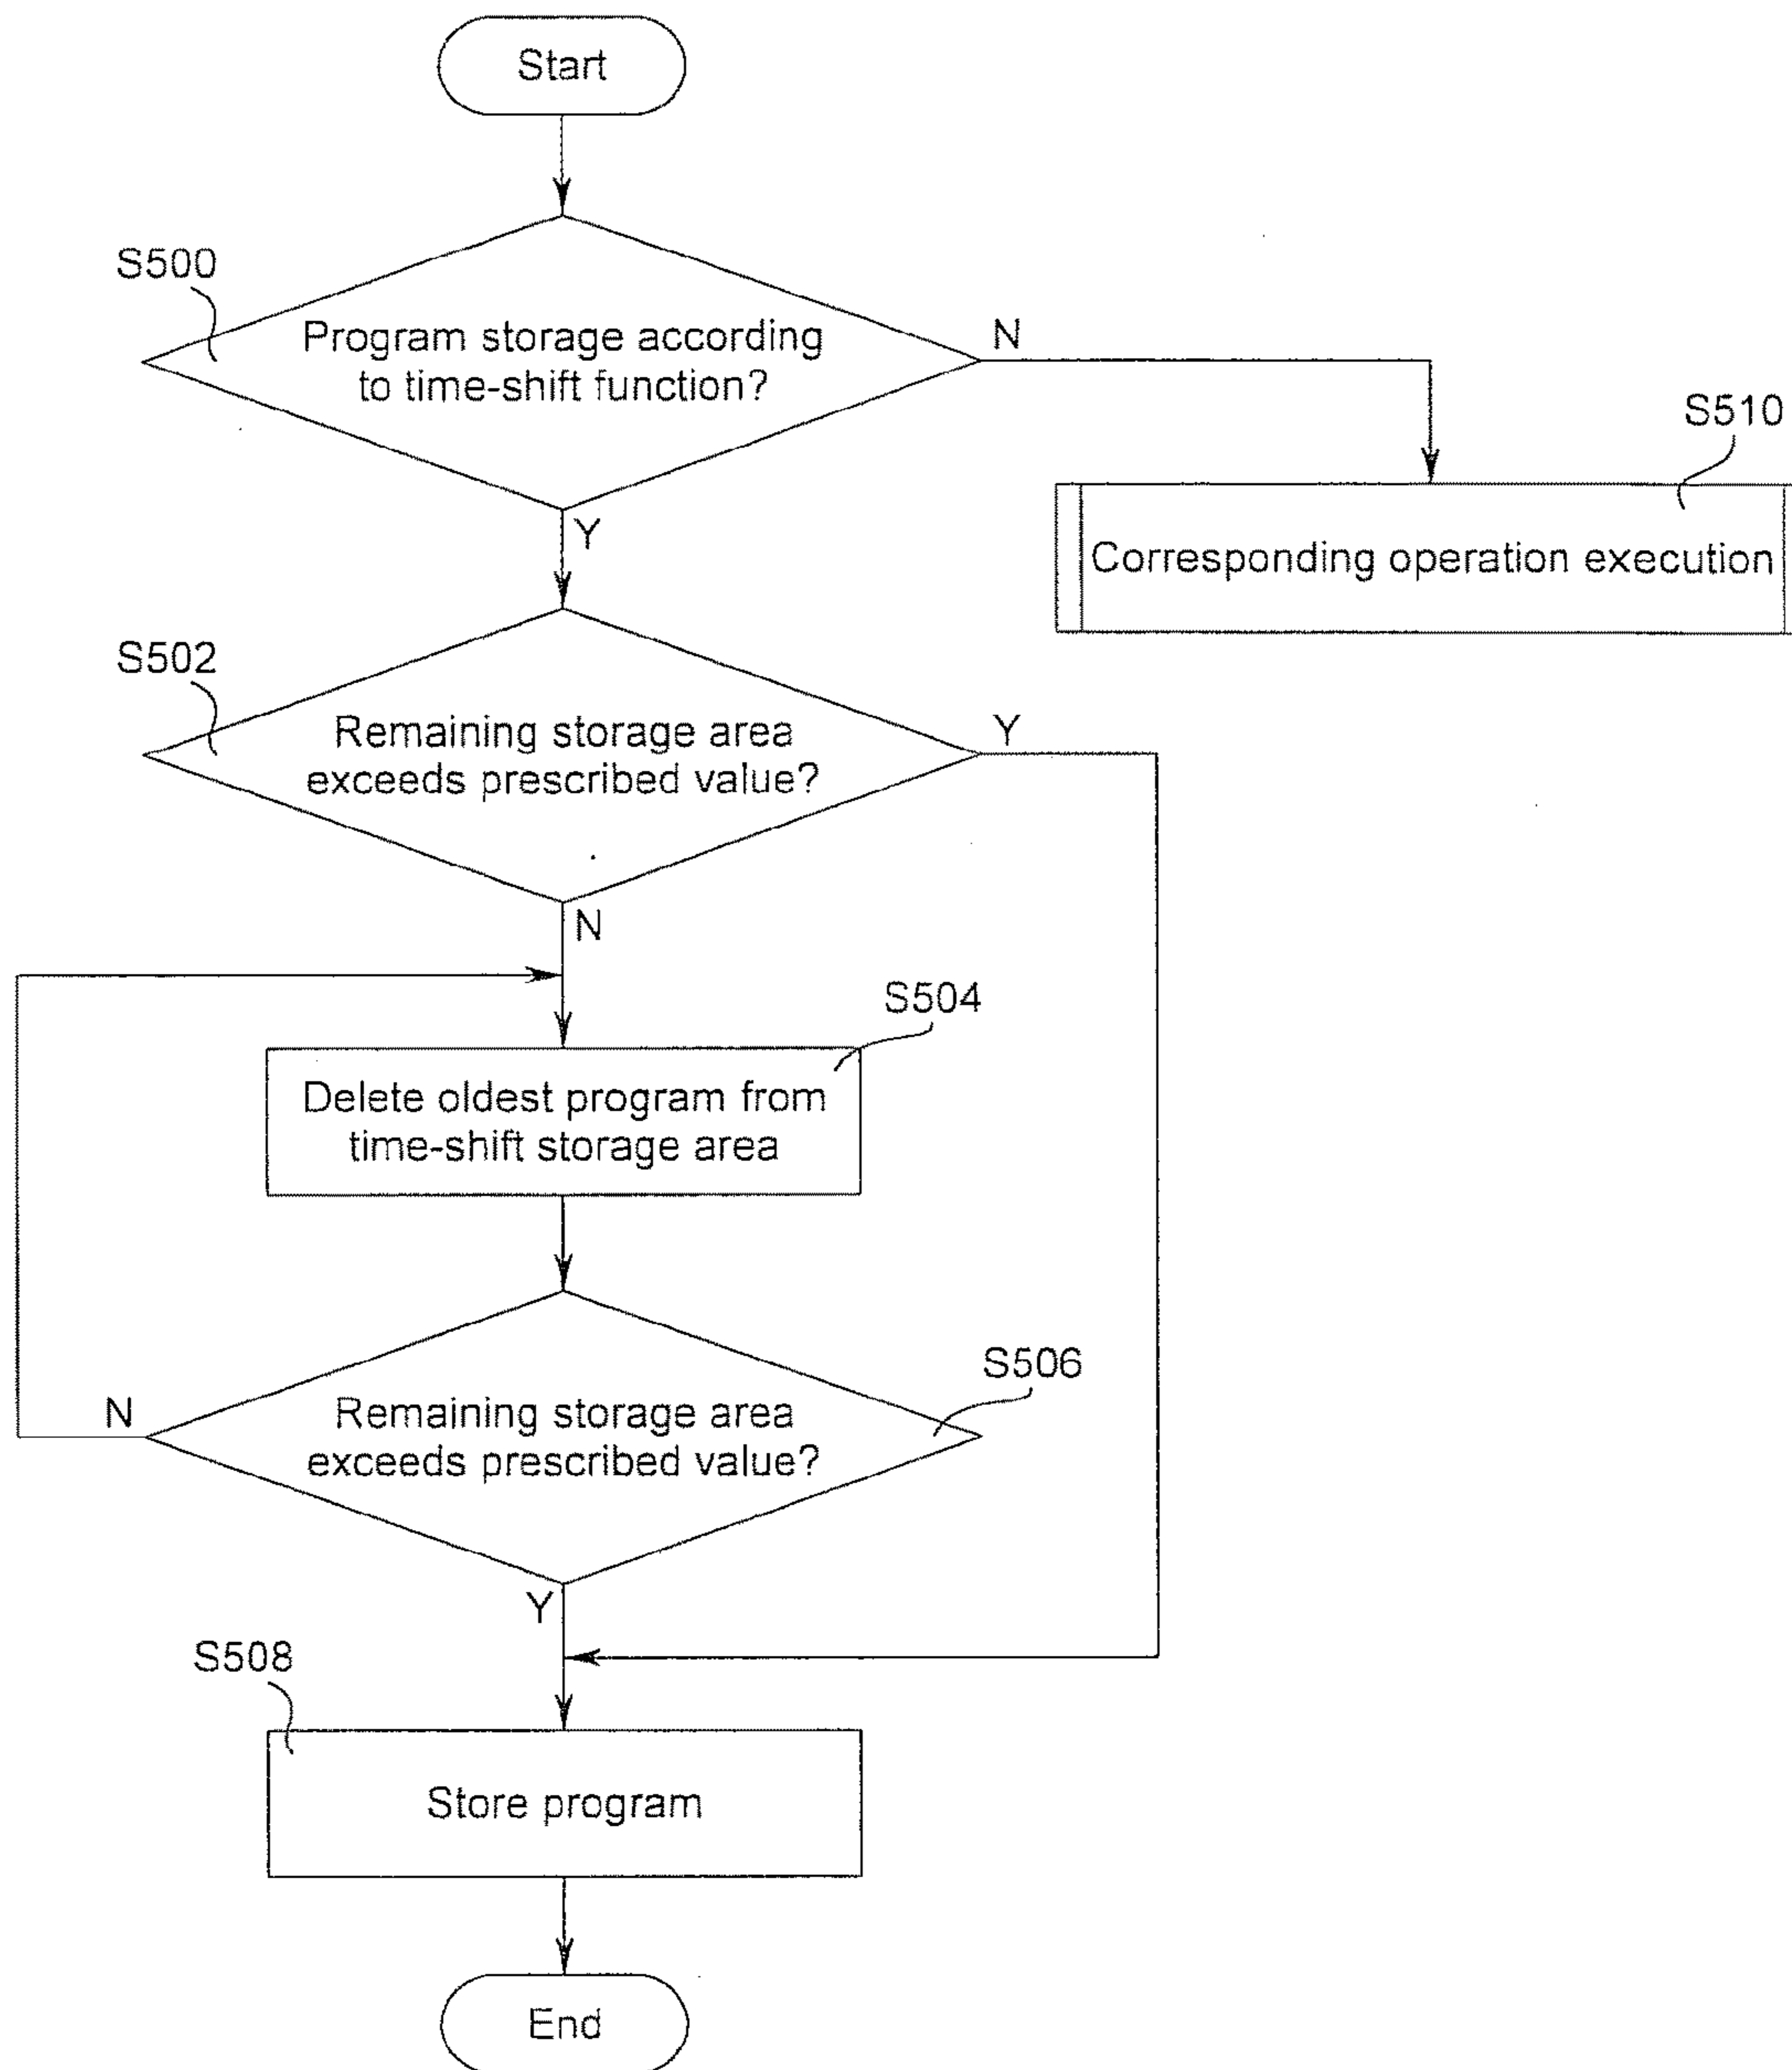 Start
S500
Program storage according
to time-shift function?
N
S510
Corresponding operation execution
Y
S502
Remaining storage area
exceeds prescribed value?
Y
N
S504
Delete oldest program from
time-shift storage area
S506
Remaining storage area
exceeds prescribed value?
N
Y
S508
Store program
End